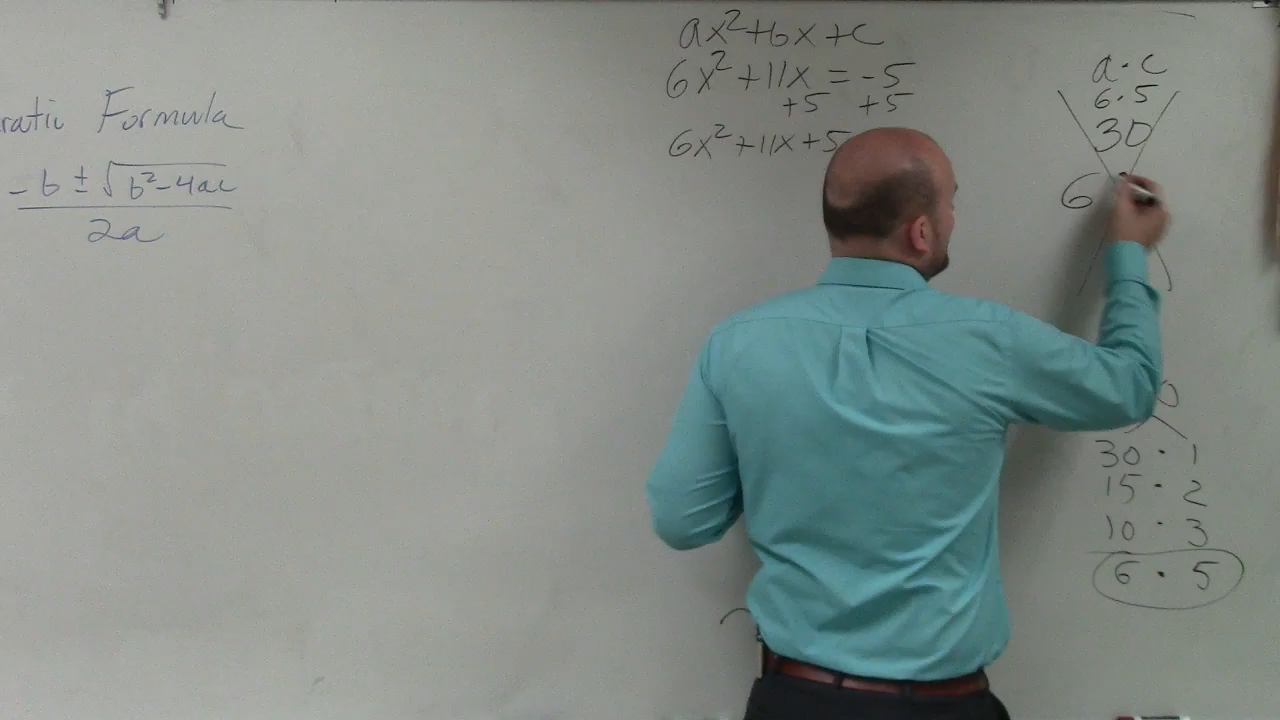 Formula
-b ± √b²-4ac
2a
ax²+bx+c
6x²+11x = -5
+5 +5
6x²+11x+5
a·c
6·5
30
6
30 · 1
15 · 2
10 · 3
6 · 5